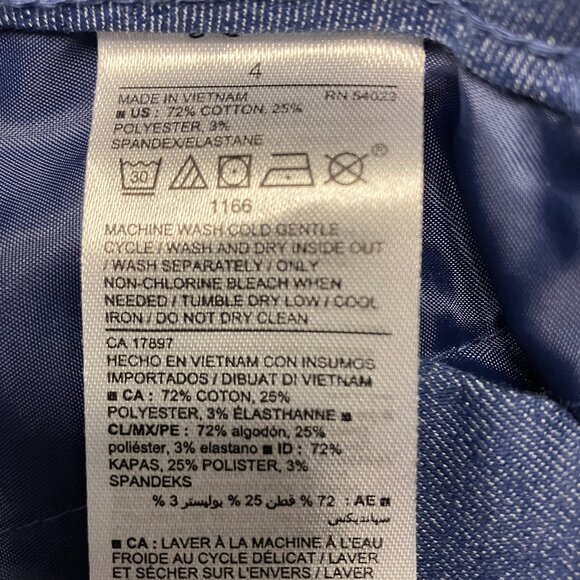 4
MADE IN VIETNAM RN 54023
■ US : 72% COTTON, 25%
POLYESTER, 3%
SPANDEX/ELASTANE
30
®
1166
MACHINE WASH COLD GENTLE
CYCLE / WASH AND DRY INSIDE OUT
/ WASH SEPARATELY / ONLY
NON-CHLORINE BLEACH WHEN
NEEDED / TUMBLE DRY LOW / COOL
IRON / DO NOT DRY CLEAN
CA 17897
HECHO EN VIETNAM CON INSUMOS
IMPORTADOS / DIBUAT DI VIETNAM
■ CA : 72% COTON, 25%
POLYESTER, 3% ÉLASTHANNE ■
CL/MX/PE : 72% algodón, 25%
poliéster, 3% elastano ■ ID : 72%
KAPAS, 25% POLISTER, 3%
SPANDEKS
■ AE : 72 % قطن 25 % بوليستر 3 %
سباندیکس
■ CA : LAVER À LA MACHINE À L'EAU
FROIDE AU CYCLE DÉLICAT / LAVER
ET SÉCHER SUR L'ENVERS / LAVER